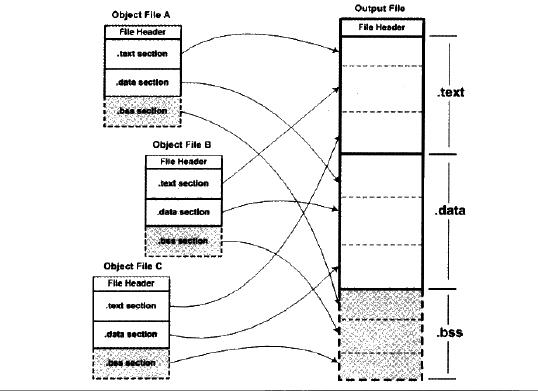 Object File A
File Header
.text section
.data section
.bss section
Object File B
File Header
.text section
.data section
.bss section
Object File C
File Header
.text section
.data section
.bss section
Output File
File Header
.text
.data
.bss